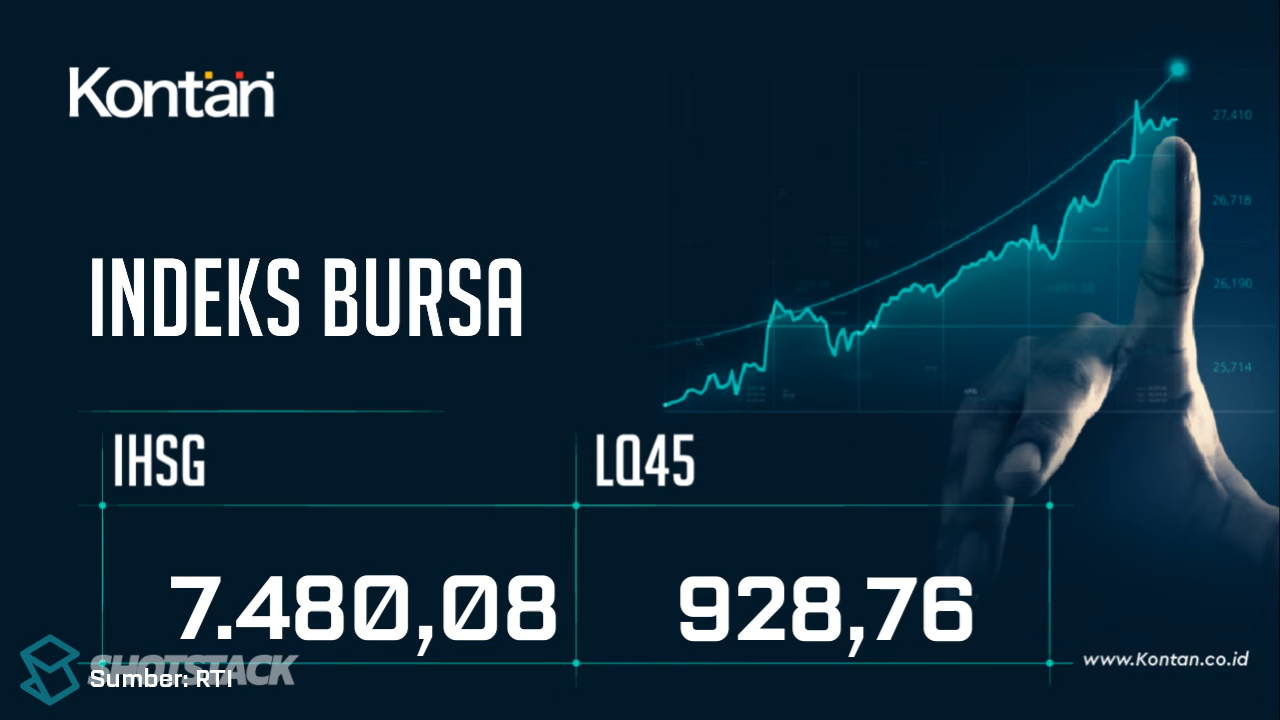 Kontan
27,410
26,718
INDEKS BURSA
26,190
25,714
IHSG
LQ45
7.480,08
928,76
www.Kontan.co.id
SHOTSTACK
Sumber: RTI